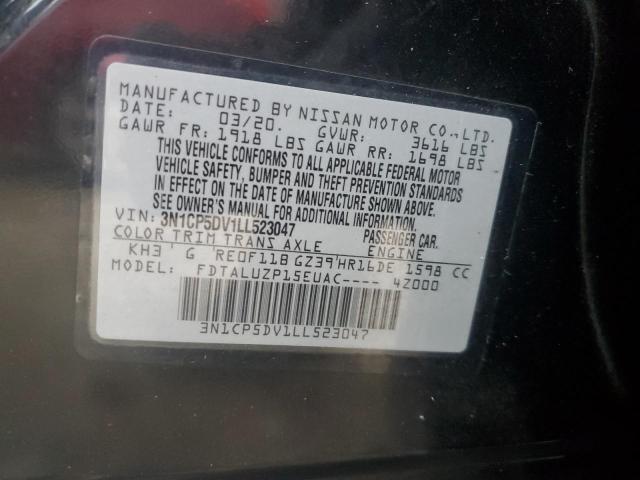 MANUFACTURED BY NISSAN MOTOR CO.,LTD.
DATE: 03/20. GVWR: 3616 LBS
GAWR FR: 1918 LBS GAWR RR: 1698 LBS
THIS VEHICLE CONFORMS TO ALL APPLICABLE FEDERAL MOTOR
VEHICLE SAFETY, BUMPER AND THEFT PREVENTION STANDARDS
IN EFFECT ON THE DATE OF MANUFACTURE SHOWN ABOVE.
SEE OWNER'S MANUAL FOR ADDITIONAL INFORMATION.
VIN: 3N1CP5DV1LL523047 PASSENGER CAR.
COLOR TRIM TRANS AXLE ENGINE
KH3 ' G 'RE0F11B GZ39'HR16DE 1598 CC
FDTALUZP15EUAC---- 4Z000
3N1CP5DV1LL523047